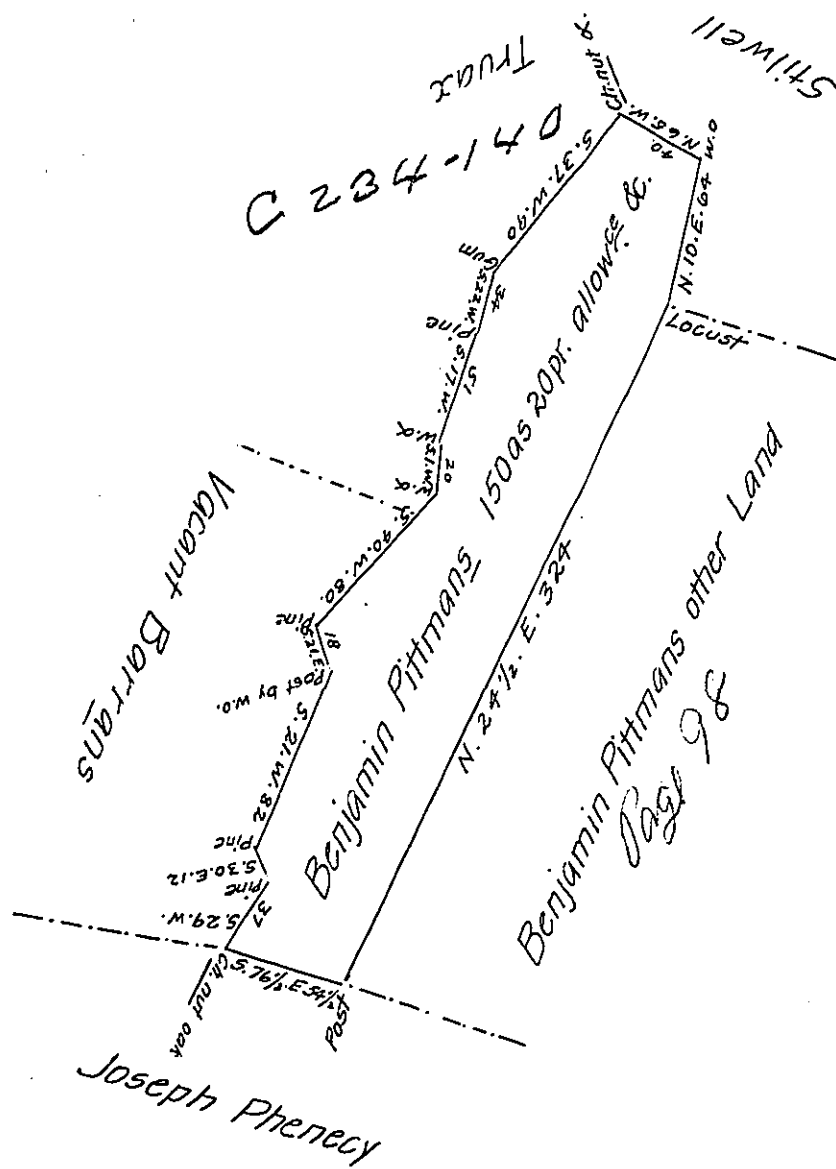 Stilwell
Truax
C 234-132
Ch.nut o.
N.66.W.
40
W.O
N.10.E.64
Locust
S.37.W.90
Gum
S.22.W.
34
Pine
S.17.W.
51
W.o
20
W.o
S.40.W.80.
Pine
18
S.21.E.
Post by W.O.
S.21.W.82
Pine
S.30.E.12
Pine
37
S.29.W.
Ch.nut oak
S.76½.E.54½
Post
N.24½.E.324
Benjamin Pittmans 150as 20pr. allowce &c.
Vacant Barrans
Benjamin Pittmans other Land
Page 98
Joseph Phenecy